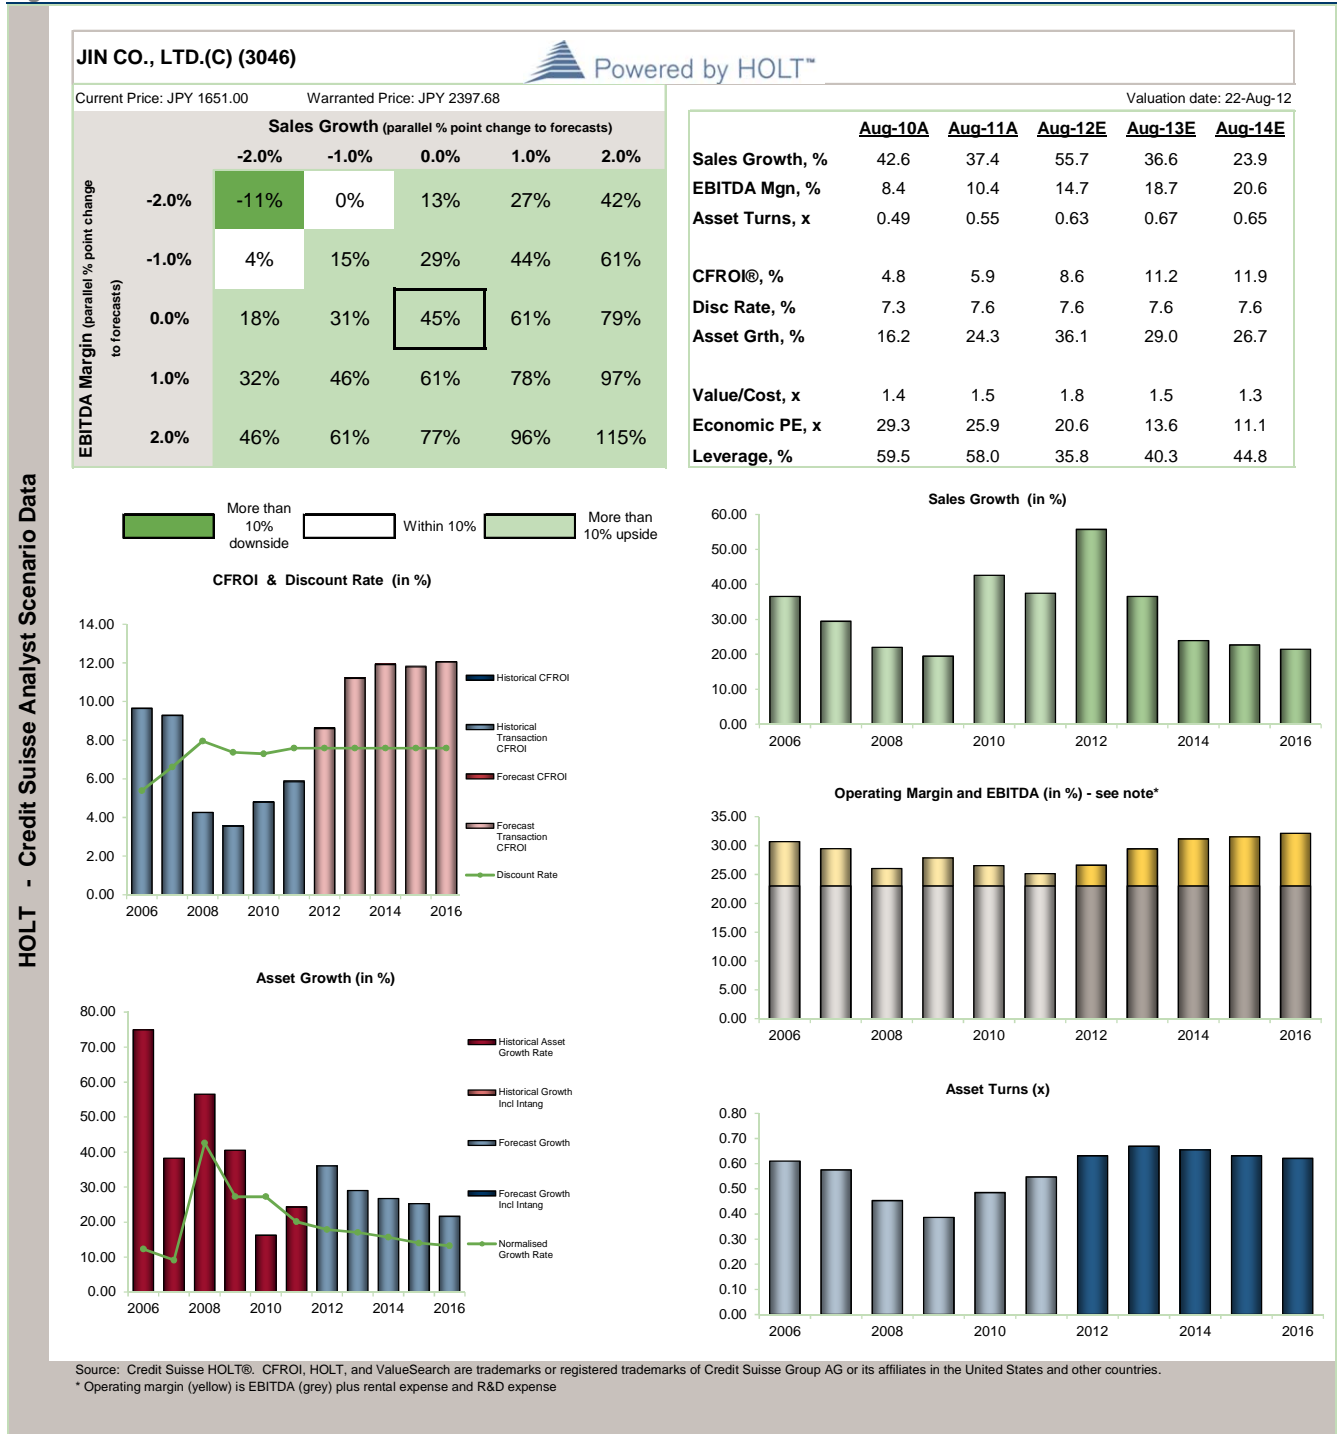 HOLT - Credit Suisse Analyst Scenario Data
JIN CO., LTD.(C) (3046)
Powered by HOLT™
Current Price: JPY 1651.00 Warranted Price: JPY 2397.68
Valuation date: 22-Aug-12
Sales Growth (parallel % point change to forecasts)
-2.0% -1.0% 0.0% 1.0% 2.0%
EBITDA Margin (parallel % point change
to forecasts)
-2.0% -11% 0% 13% 27% 42%
-1.0% 4% 15% 29% 44% 61%
0.0% 18% 31% 45% 61% 79%
1.0% 32% 46% 61% 78% 97%
2.0% 46% 61% 77% 96% 115%
Aug-10A Aug-11A Aug-12E Aug-13E Aug-14E
Sales Growth, % 42.6 37.4 55.7 36.6 23.9
EBITDA Mgn, % 8.4 10.4 14.7 18.7 20.6
Asset Turns, x 0.49 0.55 0.63 0.67 0.65
CFROI®, % 4.8 5.9 8.6 11.2 11.9
Disc Rate, % 7.3 7.6 7.6 7.6 7.6
Asset Grth, % 16.2 24.3 36.1 29.0 26.7
Value/Cost, x 1.4 1.5 1.8 1.5 1.3
Economic PE, x 29.3 25.9 20.6 13.6 11.1
Leverage, % 59.5 58.0 35.8 40.3 44.8
More than
10%
downside
Within 10%
More than
10% upside
CFROI & Discount Rate (in %)
14.00
12.00
10.00
8.00
6.00
4.00
2.00
0.00
2006 2008 2010 2012 2014 2016
Historical CFROI
Historical
Transaction
CFROI
Forecast CFROI
Forecast
Transaction
CFROI
Discount Rate
Asset Growth (in %)
80.00
70.00
60.00
50.00
40.00
30.00
20.00
10.00
0.00
2006 2008 2010 2012 2014 2016
Historical Asset
Growth Rate
Historical Growth
Incl Intang
Forecast Growth
Forecast Growth
Incl Intang
Normalised
Growth Rate
Sales Growth (in %)
60.00
50.00
40.00
30.00
20.00
10.00
0.00
2006 2008 2010 2012 2014 2016
Operating Margin and EBITDA (in %) - see note*
35.00
30.00
25.00
20.00
15.00
10.00
5.00
0.00
2006 2008 2010 2012 2014 2016
Asset Turns (x)
0.80
0.70
0.60
0.50
0.40
0.30
0.20
0.10
0.00
2006 2008 2010 2012 2014 2016
Source: Credit Suisse HOLT®. CFROI, HOLT, and ValueSearch are trademarks or registered trademarks of Credit Suisse Group AG or its affiliates in the United States and other countries.
* Operating margin (yellow) is EBITDA (grey) plus rental expense and R&D expense